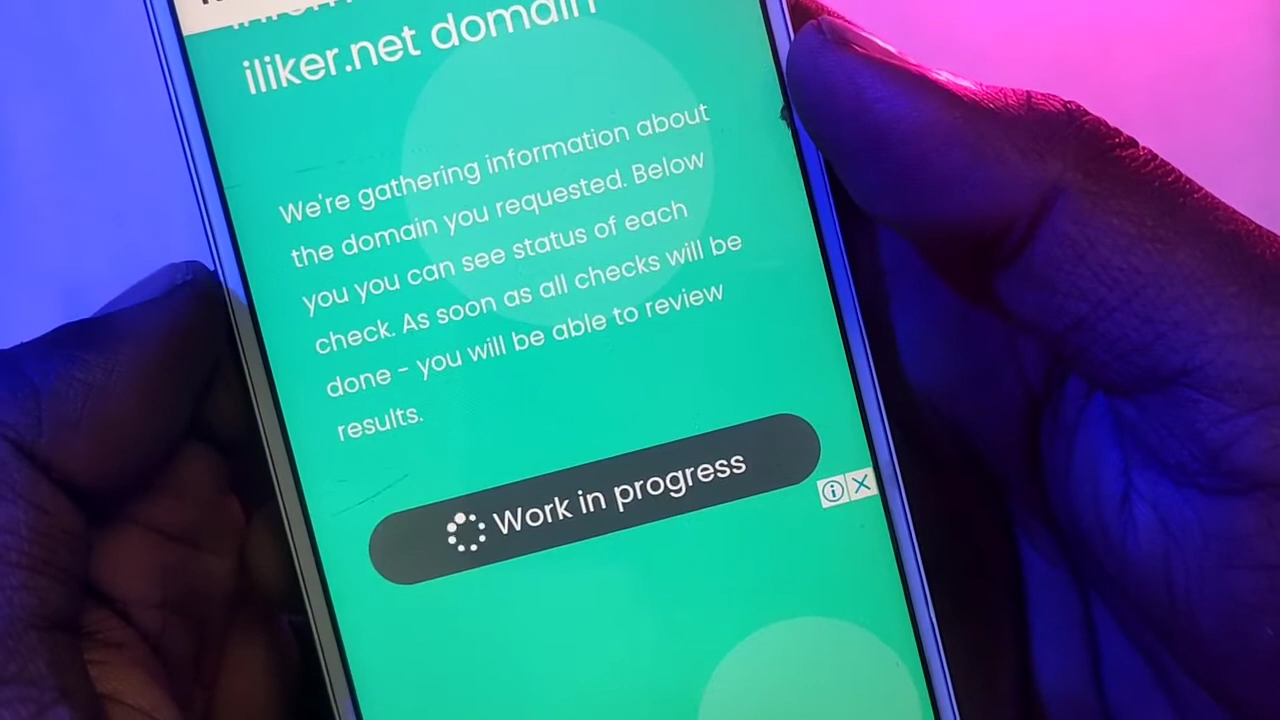 iliker.net domain
We're gathering information about
the domain you requested. Below
you you can see status of each
check. As soon as all checks will be
done - you will be able to review
results.
Work in progress